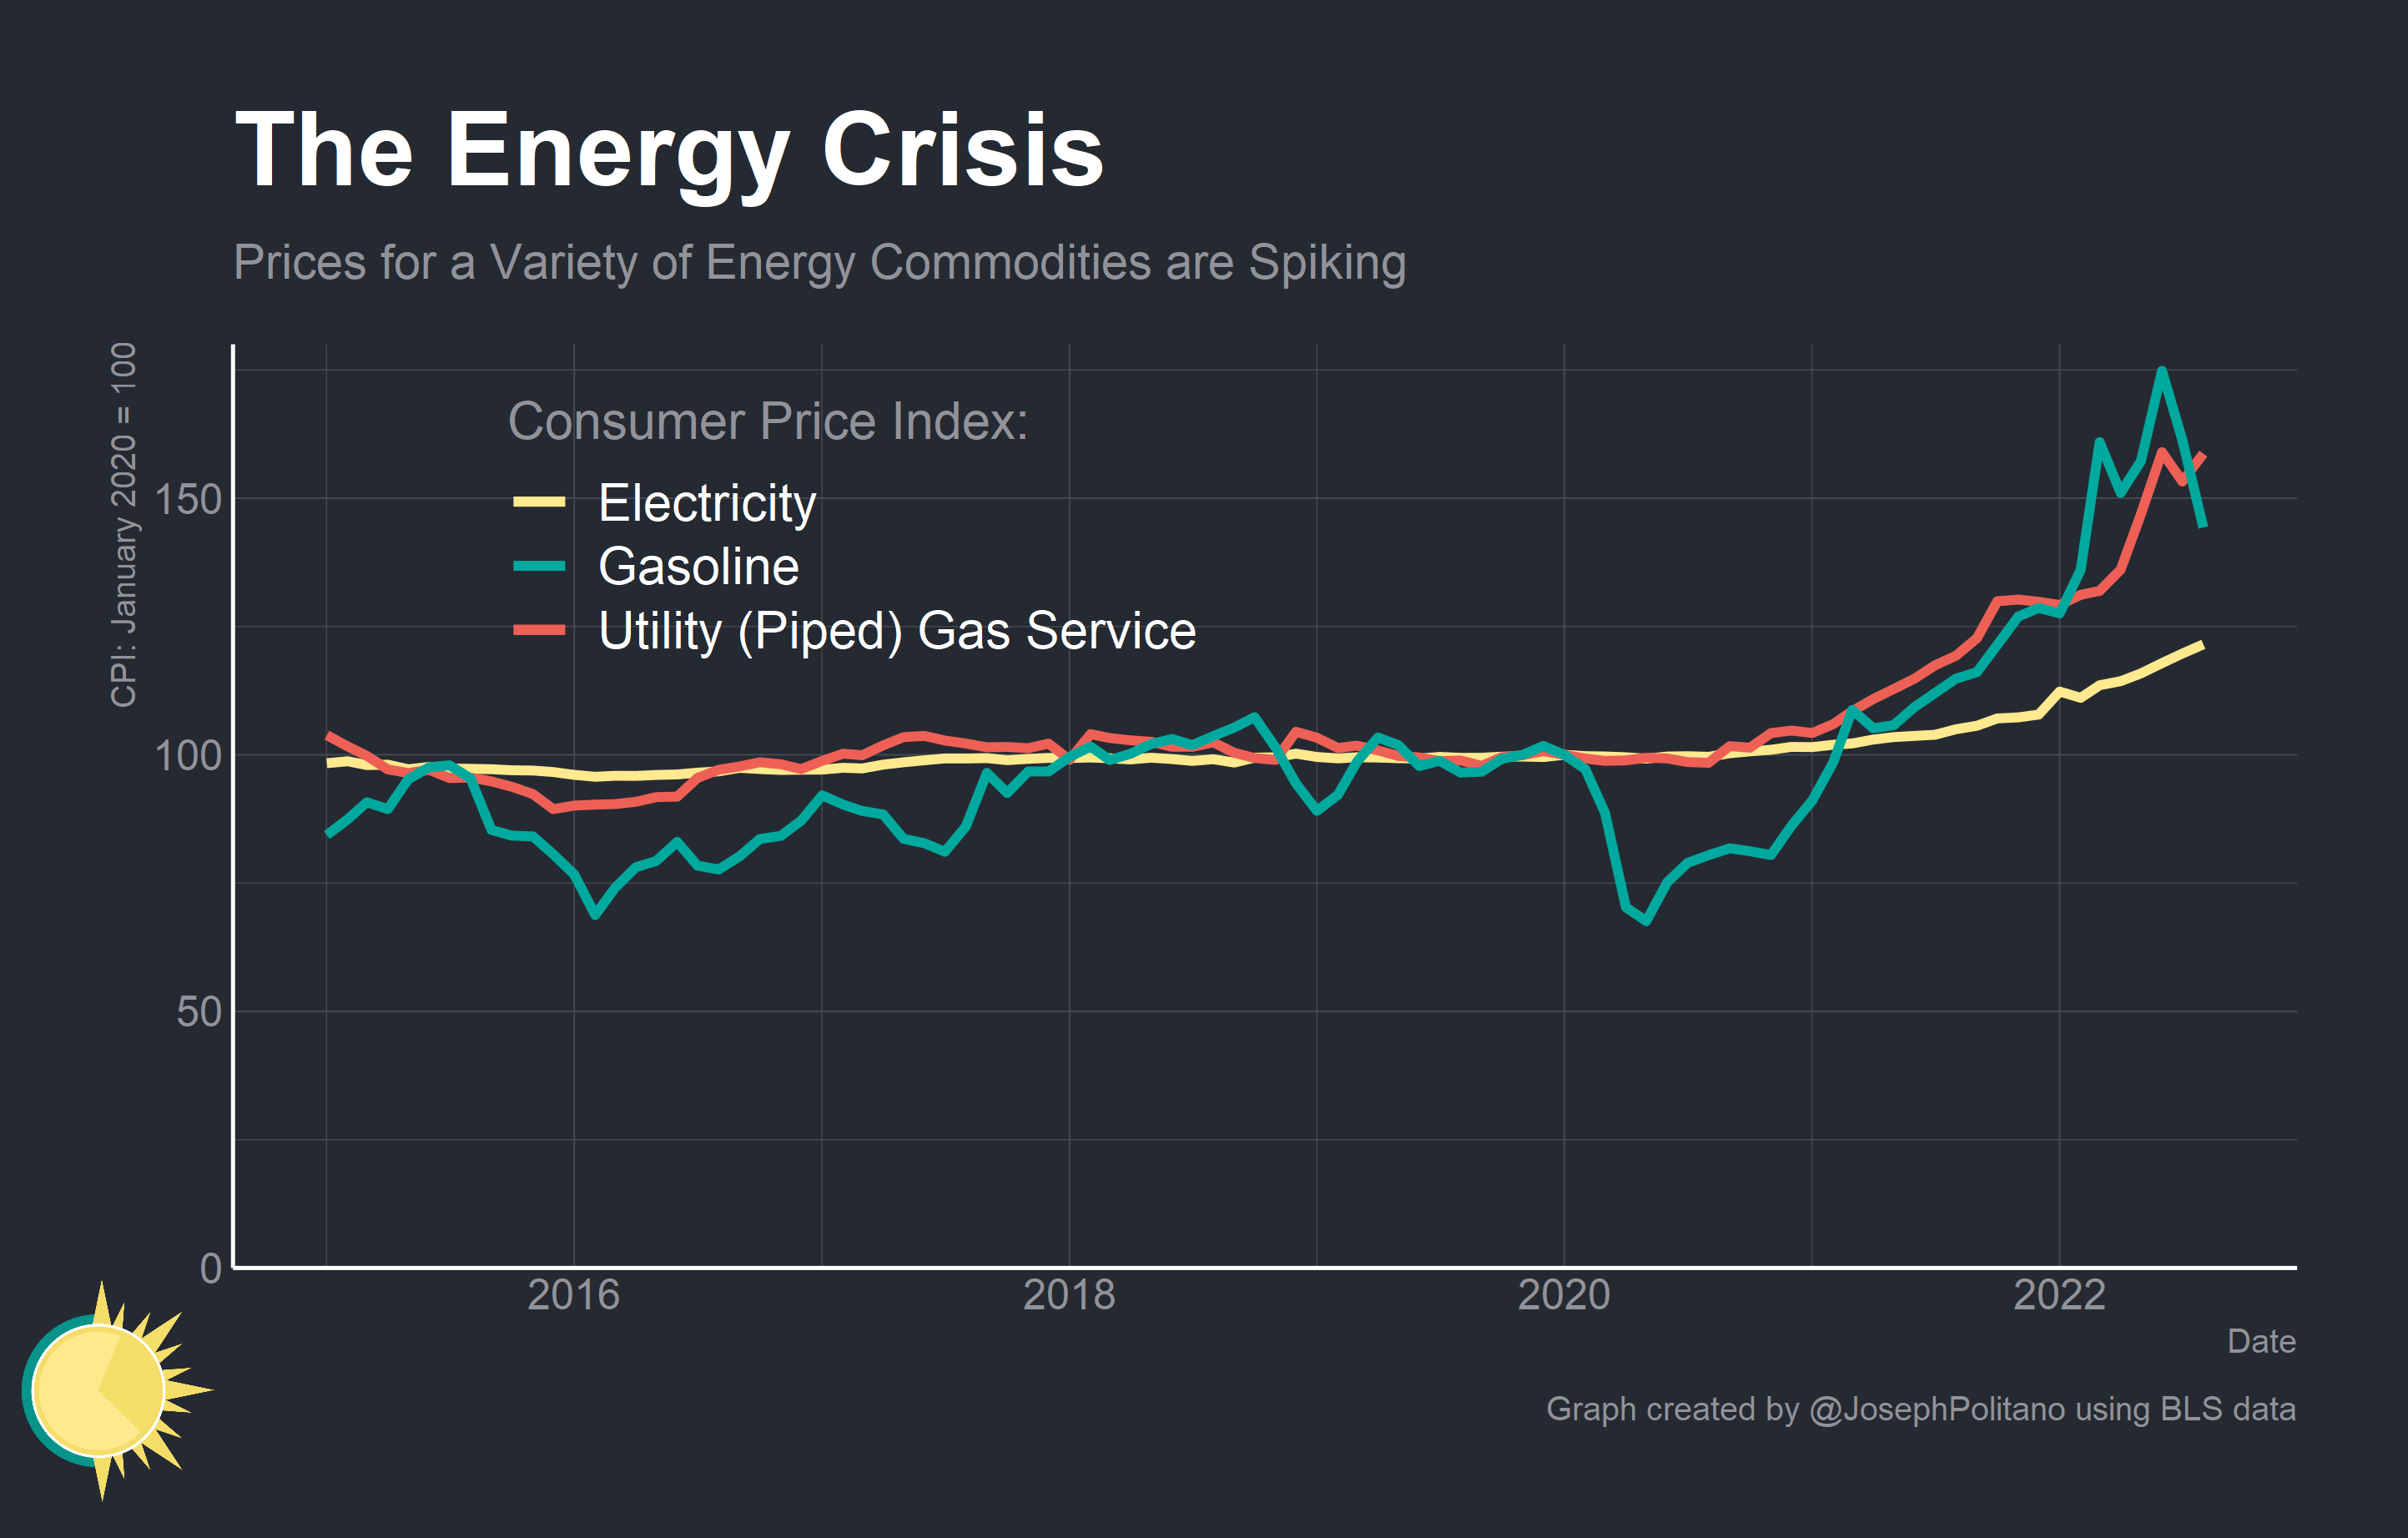 The Energy Crisis
Prices for a Variety of Energy Commodities are Spiking
CPI: January 2020 = 100
Consumer Price Index:
Electricity
Gasoline
Utility (Piped) Gas Service
150
100
50
0
2016
2018
2020
2022
Date
Graph created by @JosephPolitano using BLS data